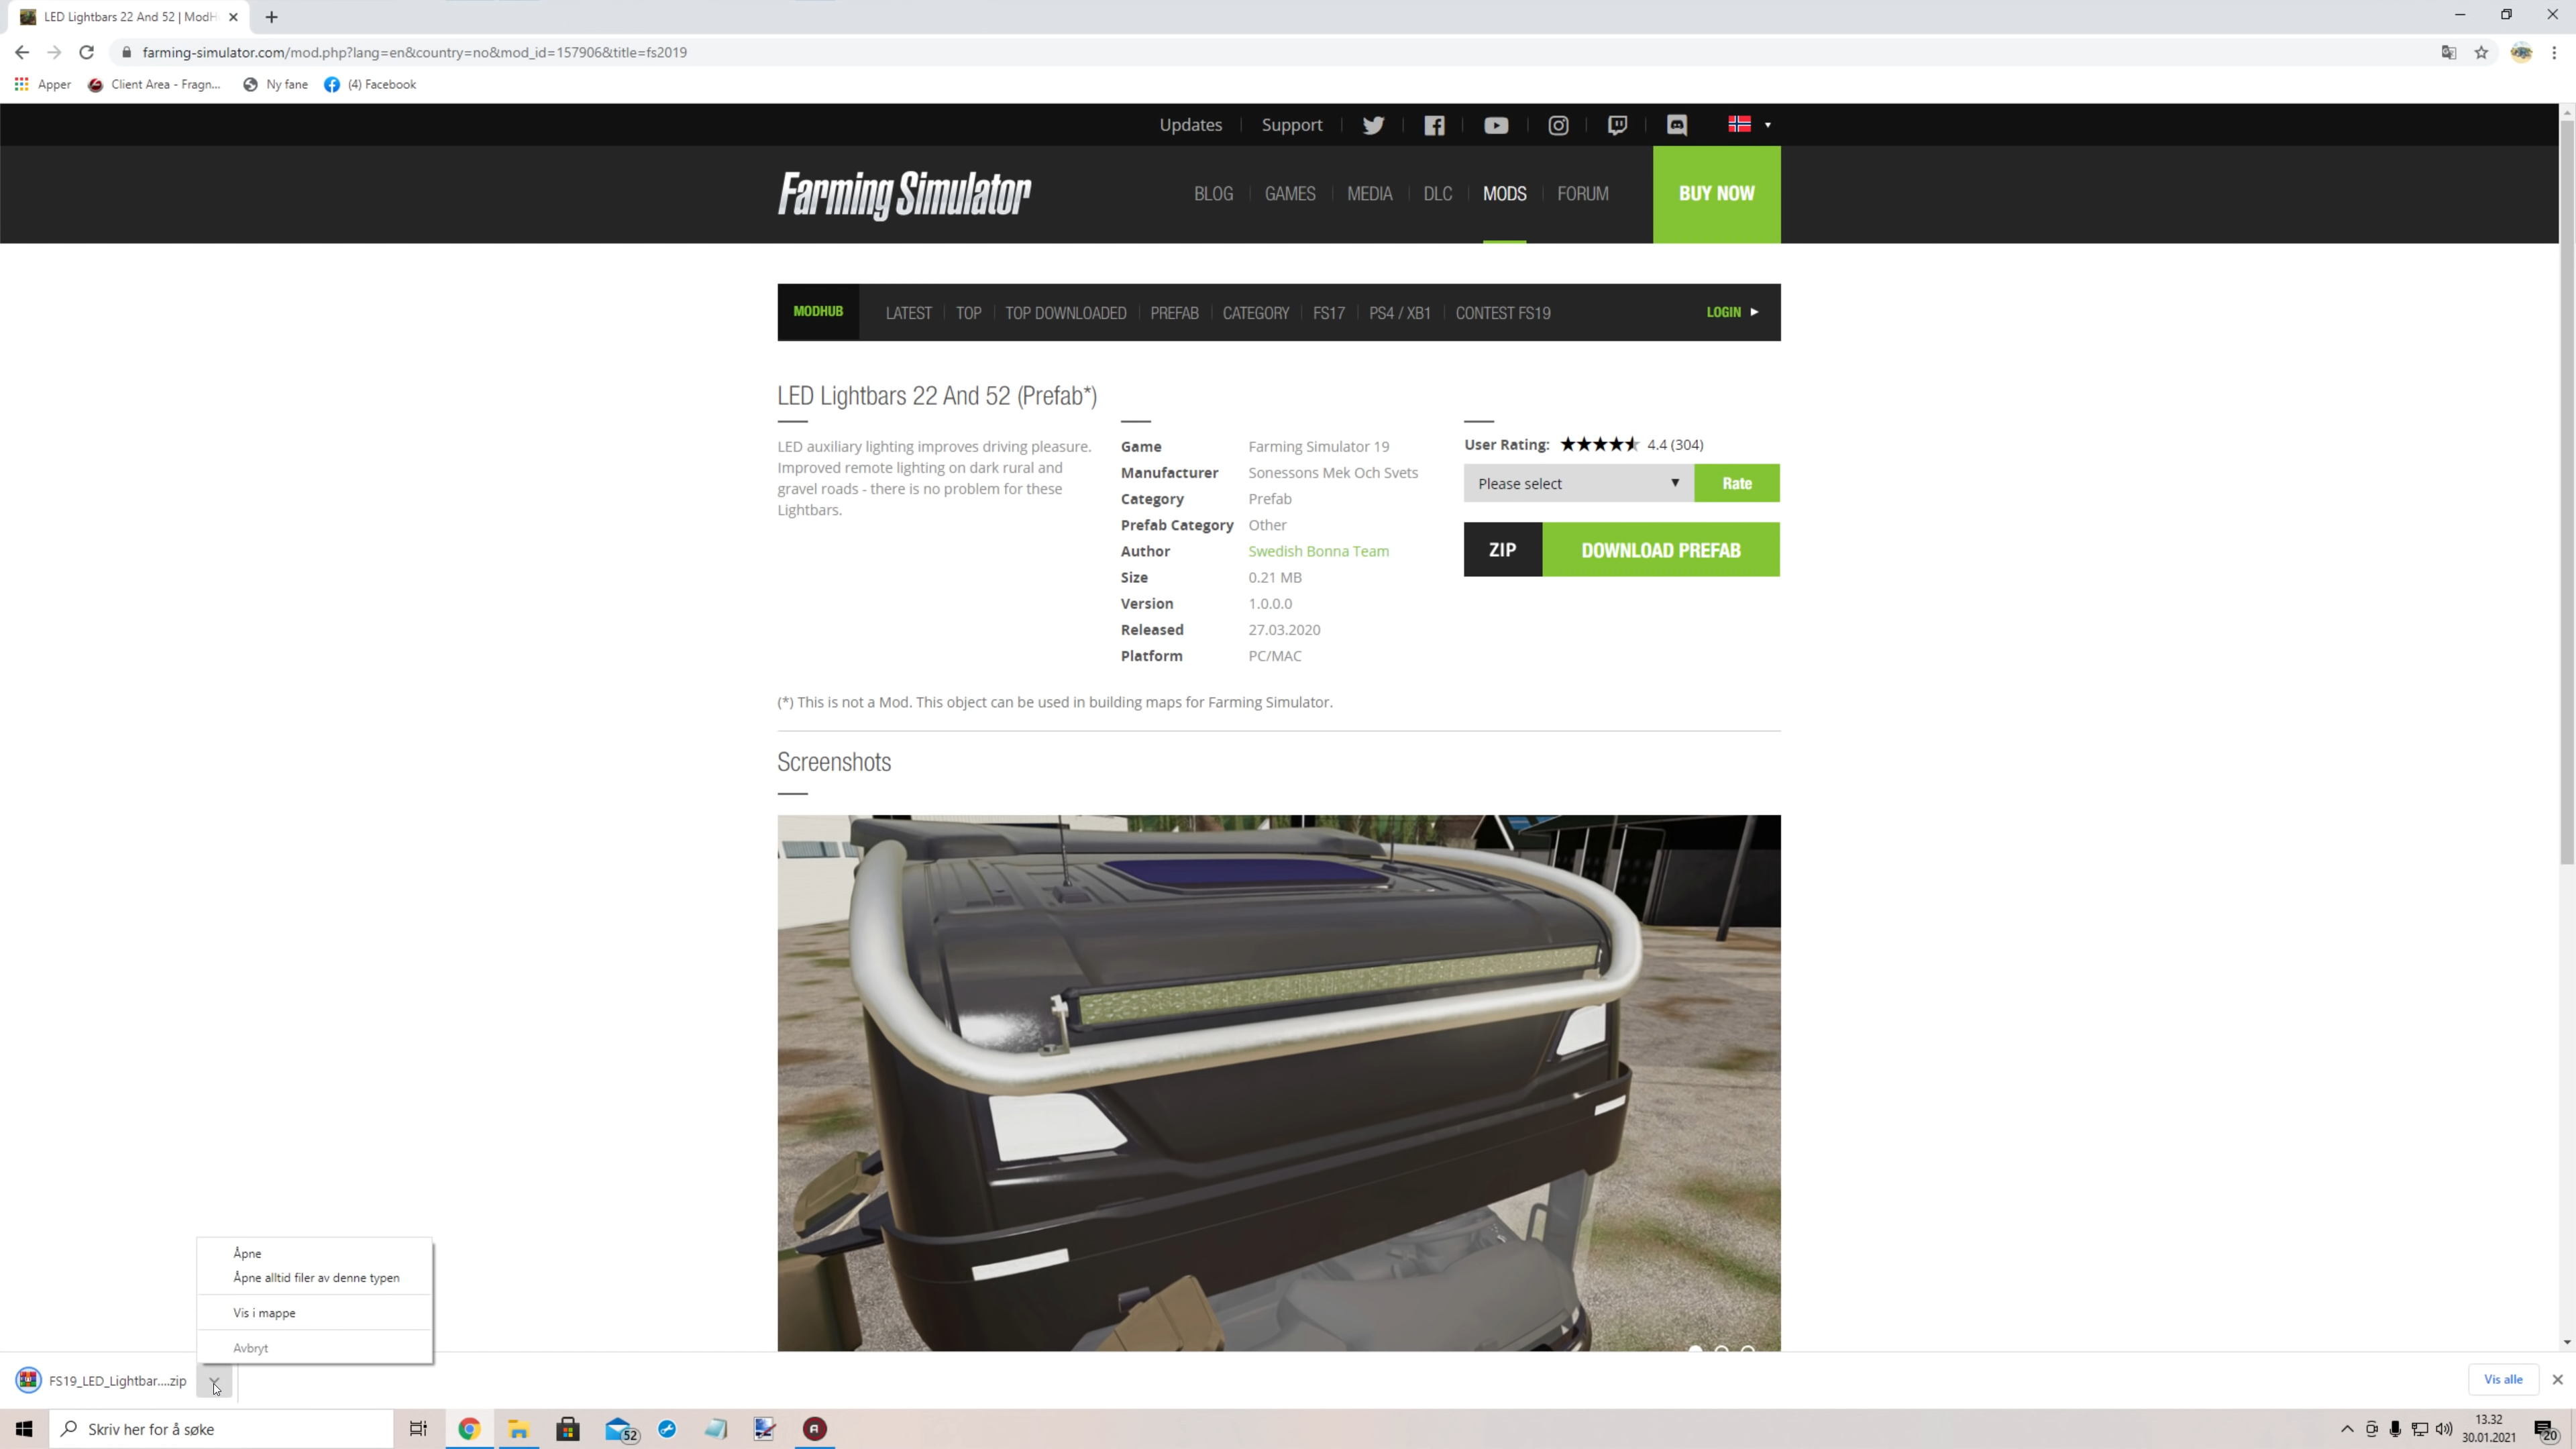 LED Lightbars 22 And 52 | ModH
farming-simulator.com/mod.php?lang=en&country=no&mod_id=157906&title=fs2019
Apper
Client Area - Fragn...
Ny fane
(4) Facebook
Updates
Support
Farming Simulator
BLOG
GAMES
MEDIA
DLC
MODS
FORUM
BUY NOW
MODHUB
LATEST
TOP
TOP DOWNLOADED
PREFAB
CATEGORY
FS17
PS4 / XB1
CONTEST FS19
LOGIN
LED Lightbars 22 And 52 (Prefab*)
LED auxiliary lighting improves driving pleasure.
Improved remote lighting on dark rural and
gravel roads - there is no problem for these
Lightbars.
Game Farming Simulator 19
Manufacturer Sonessons Mek Och Svets
Category Prefab
Prefab Category Other
Author Swedish Bonna Team
Size 0.21 MB
Version 1.0.0.0
Released 27.03.2020
Platform PC/MAC
User Rating: 4.4 (304)
Please select
Rate
ZIP
DOWNLOAD PREFAB
(*) This is not a Mod. This object can be used in building maps for Farming Simulator.
Screenshots
Åpne
Åpne alltid filer av denne typen
Vis i mappe
Avbryt
FS19_LED_Lightbar....zip
Vis alle
Skriv her for å søke
52
13.32
30.01.2021
20